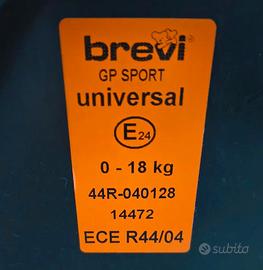 brevi
GP SPORT
universal
E24
0 - 18 kg
44R-040128
14472
ECE R44/04
subito